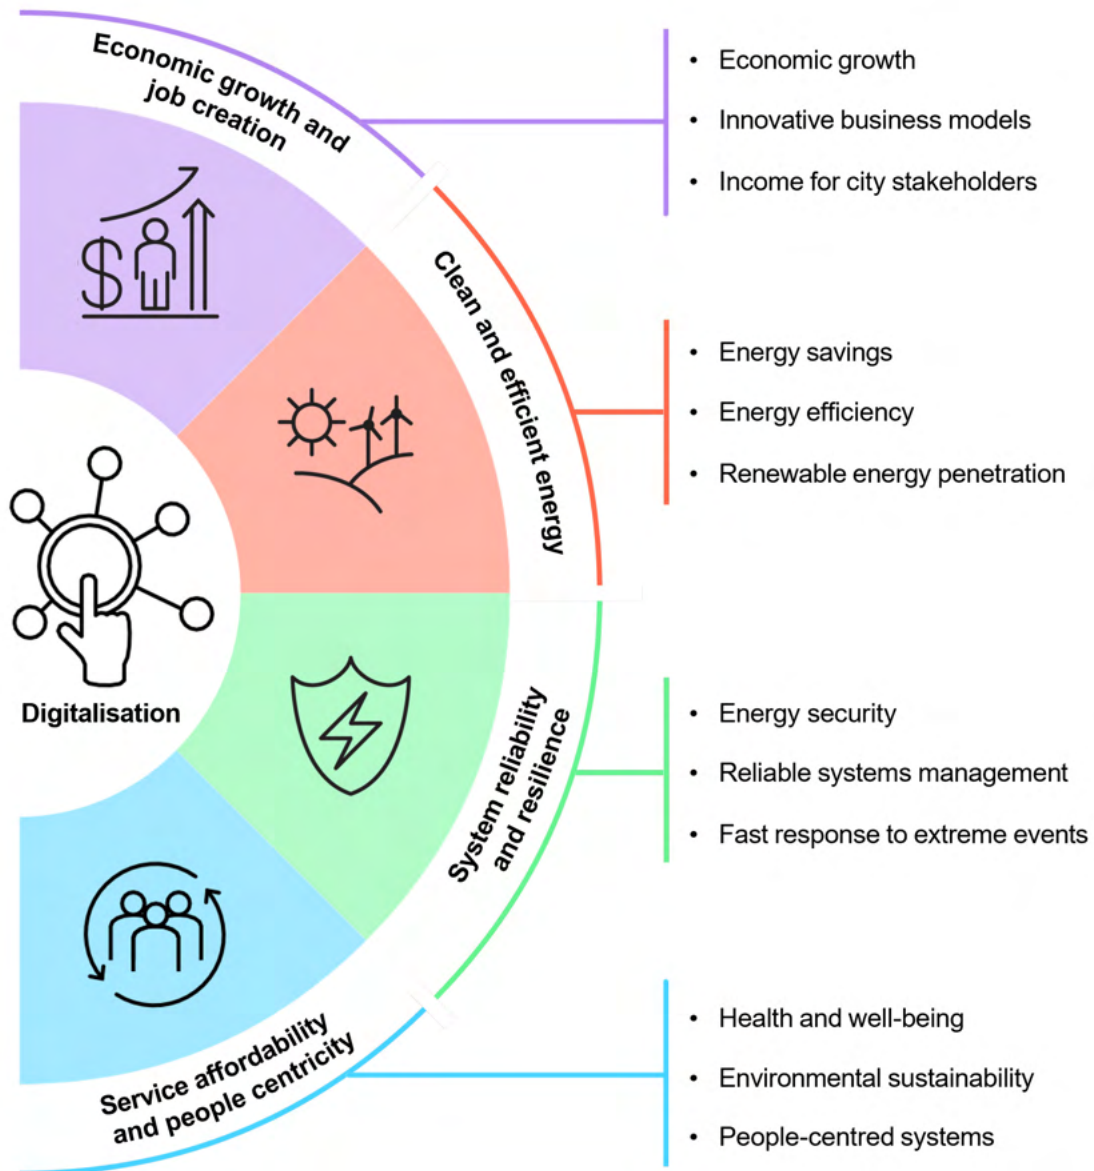 Economic growth and
job creation
• Economic growth
• Innovative business models
• Income for city stakeholders
Clean and efficient energy
• Energy savings
• Energy efficiency
• Renewable energy penetration
$
Digitalisation
System reliability
and resilience
• Energy security
• Reliable systems management
• Fast response to extreme events
Service affordability
and people centricity
• Health and well-being
• Environmental sustainability
• People-centred systems